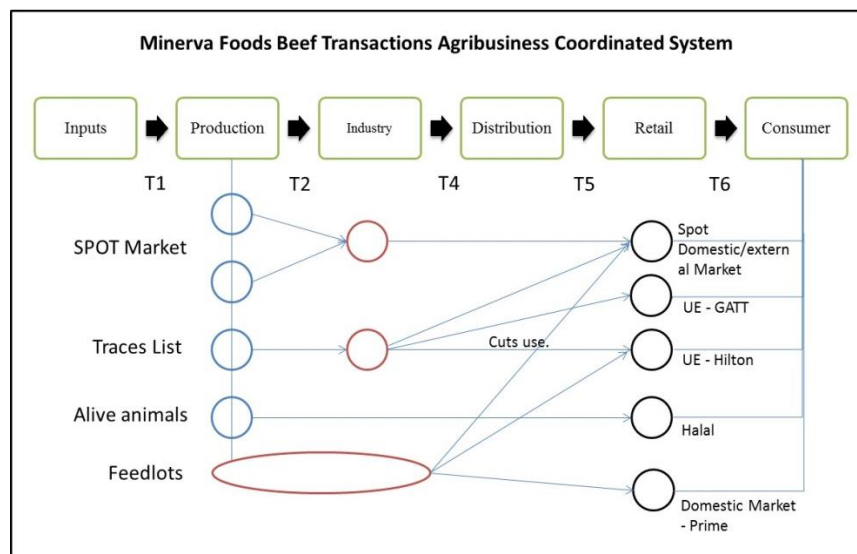 Minerva Foods Beef Transactions Agribusiness Coordinated System
Inputs
Production
Industry
Distribution
Retail
Consumer
T1
T2
T4
T5
T6
SPOT Market
Spot
Domestic/extern
al Market
UE - GATT
Traces List
Cuts use.
UE - Hilton
Alive animals
Halal
Feedlots
Domestic Market
- Prime